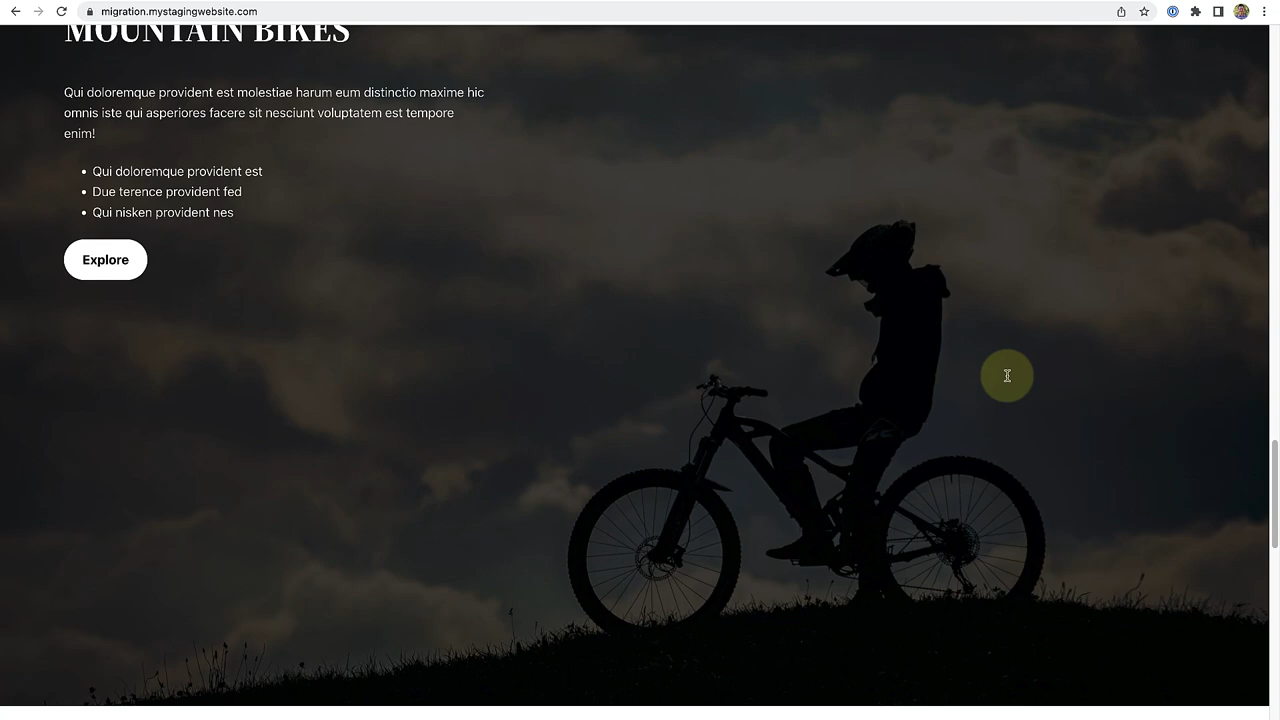 migration.mystagingwebsite.com
MOUNTAIN BIKES
Qui doloremque provident est molestiae harum eum distinctio maxime hic
omnis iste qui asperiores facere sit nesciunt voluptatem est tempore
enim!
• Qui doloremque provident est
• Due terence provident fed
• Qui nisken provident nes
Explore